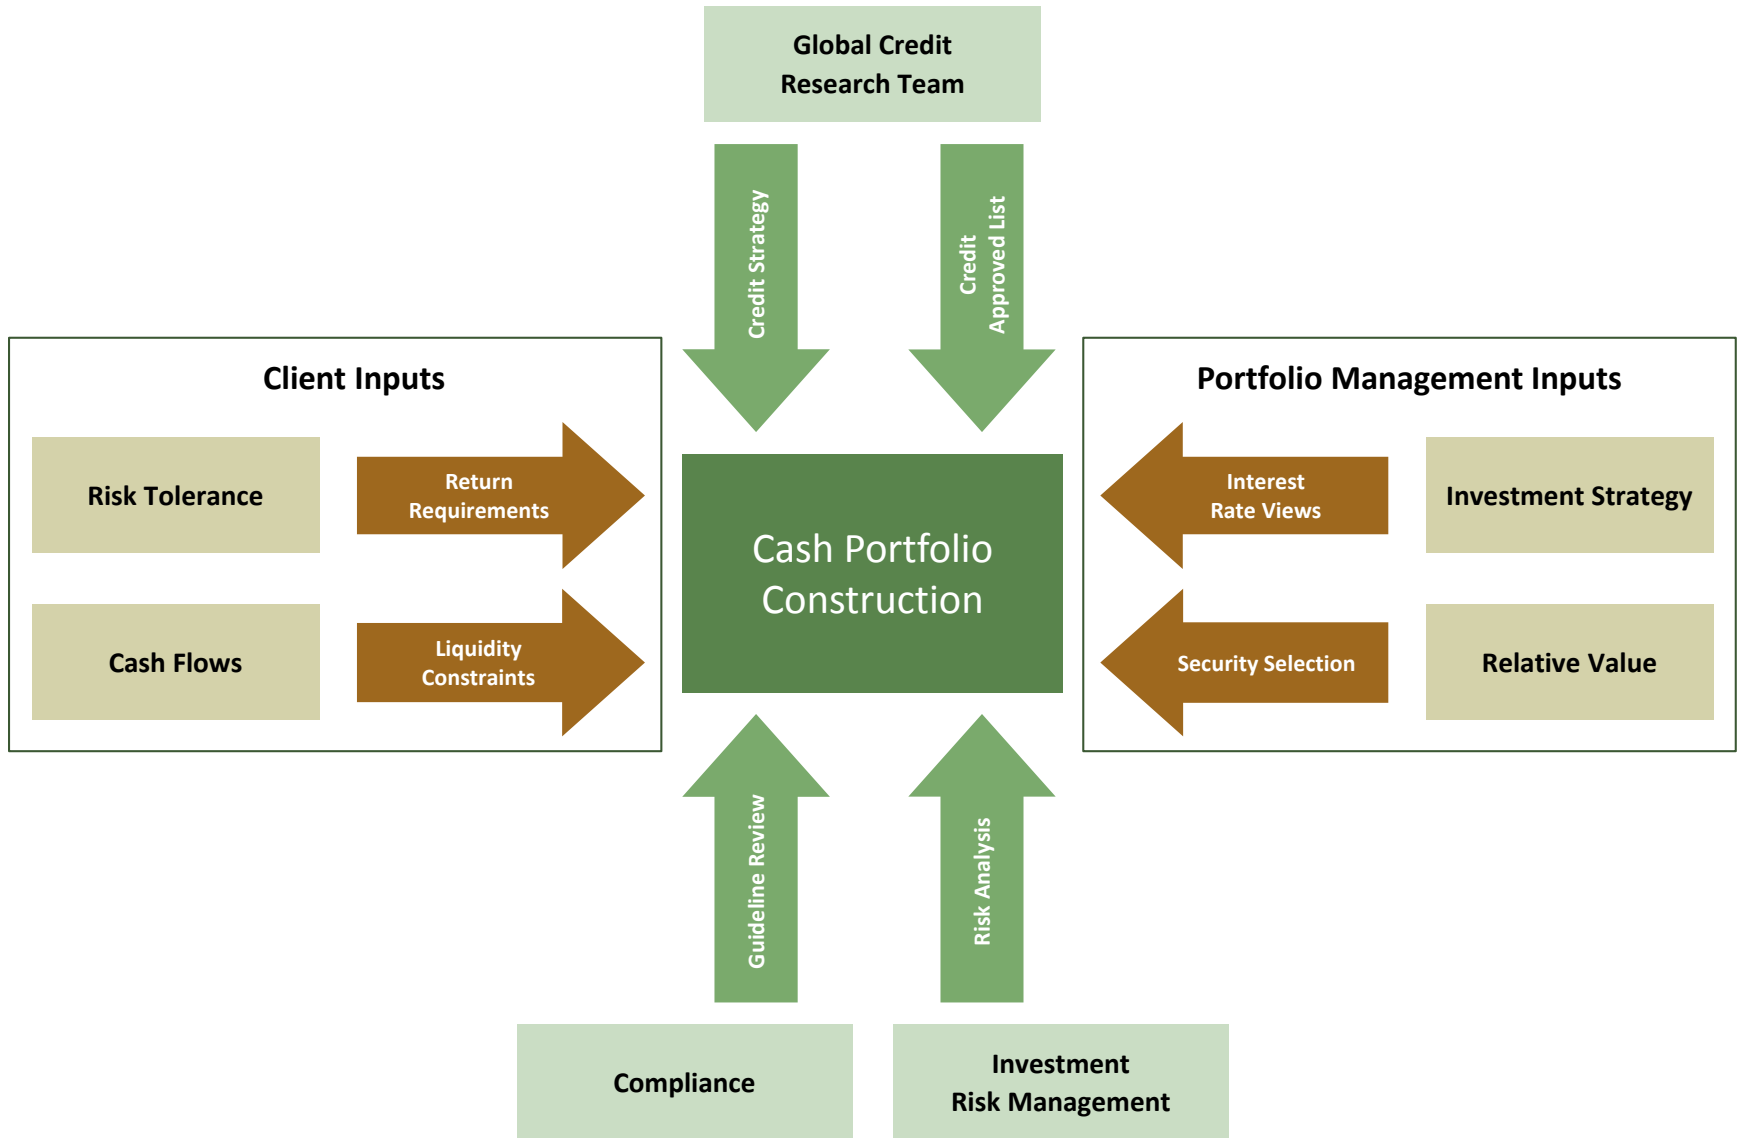 Global Credit
Research Team
Credit Strategy
Credit
Approved List
Client Inputs
Risk Tolerance
Return
Requirements
Cash Flows
Liquidity
Constraints
Cash Portfolio
Construction
Portfolio Management Inputs
Interest
Rate Views
Investment Strategy
Security Selection
Relative Value
Guideline Review
Risk Analysis
Compliance
Investment
Risk Management